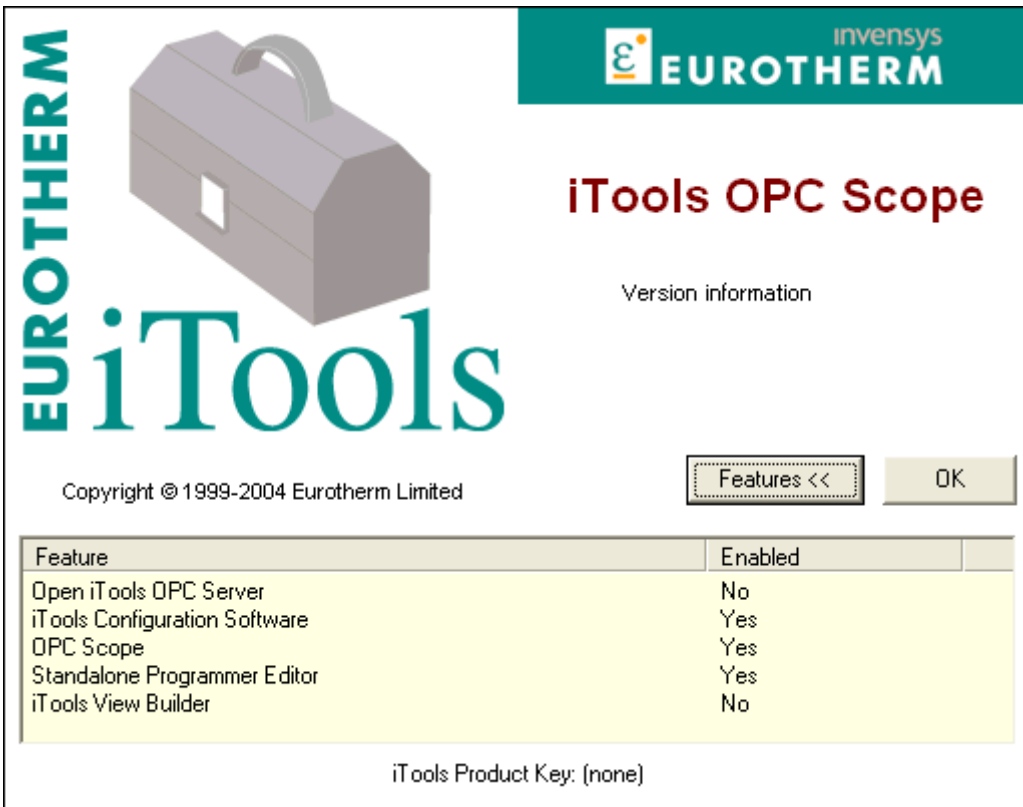 EUROTHERM
iTools
invensys
EUROTHERM
iTools OPC Scope
Version information
Copyright © 1999-2004 Eurotherm Limited
Features <<
OK
Feature Enabled
Open iTools OPC Server No
iTools Configuration Software Yes
OPC Scope Yes
Standalone Programmer Editor Yes
iTools View Builder No
iTools Product Key: (none)